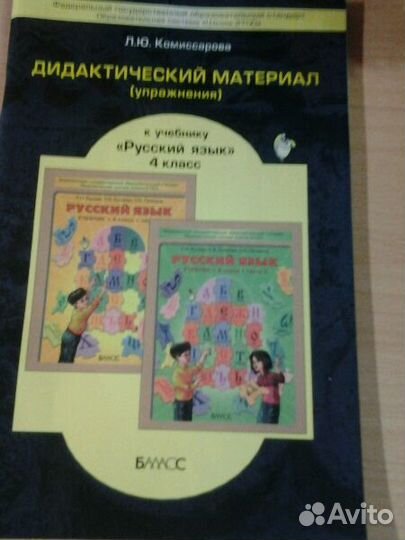 Федеральный государственный образовательный стандарт
Образовательная система «Школа 2100»
Л.Ю. Комиссарова
ДИДАКТИЧЕСКИЙ МАТЕРИАЛ
(упражнения)
к учебнику
«Русский язык»
4 класс
РУССКИЙ ЯЗЫК
БАЛАСС
РУССКИЙ ЯЗЫК
БАЛАСС
БАЛАСС
Avito